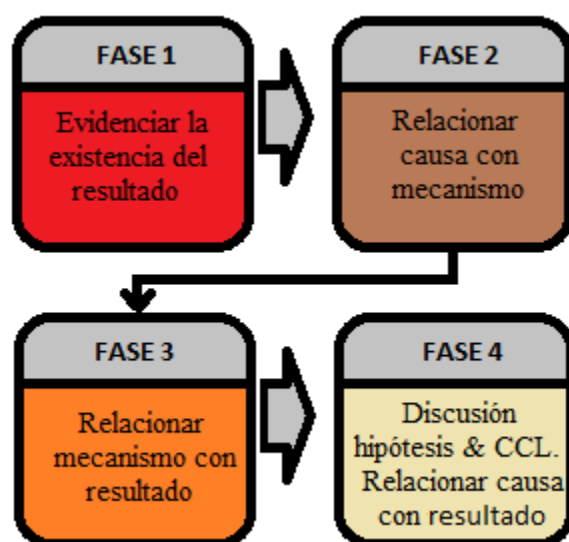 FASE 1
Evidenciar la
existencia del
resultado
FASE 2
Relacionar
causa con
mecanismo
FASE 3
Relacionar
mecanismo con
resultado
FASE 4
Discusión
hipótesis & CCL.
Relacionar causa
con resultado